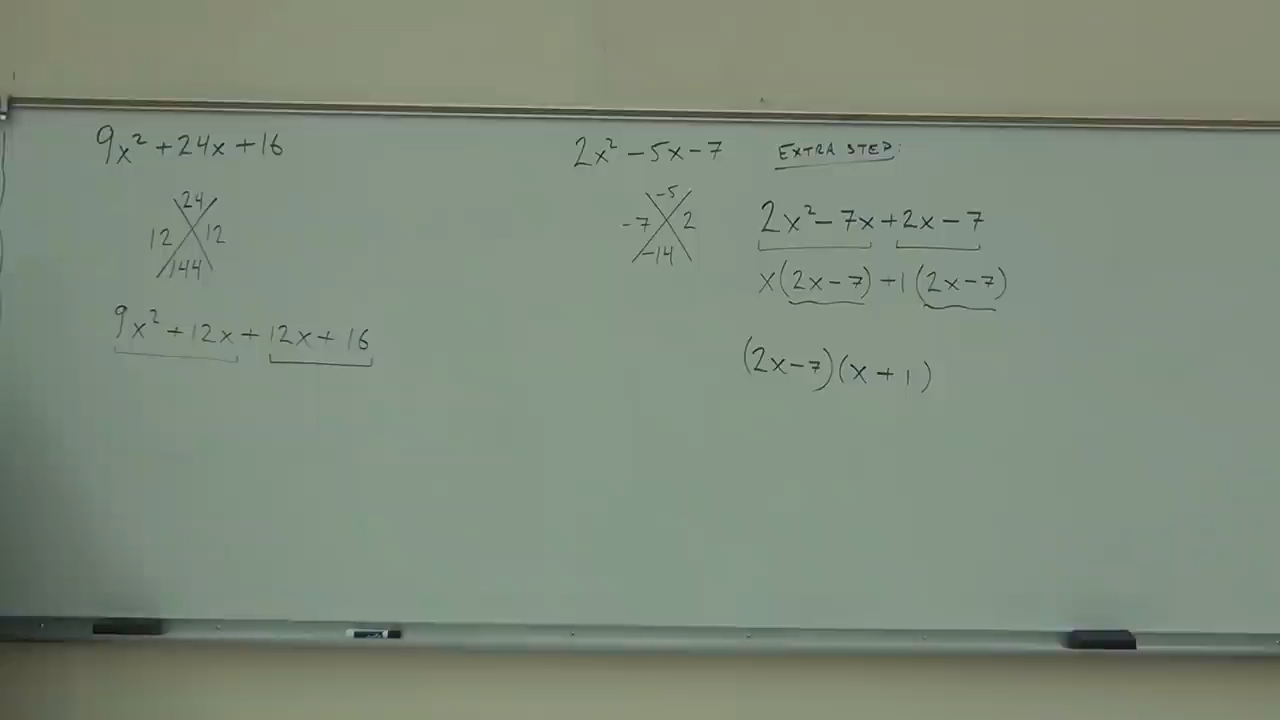 9x² + 24x + 16
24
12 12
144
9x² + 12x + 12x + 16
2x² - 5x - 7
-5
-7 2
-14
EXTRA STEP:
2x² - 7x + 2x - 7
x(2x - 7) + 1(2x - 7)
(2x - 7)(x + 1)